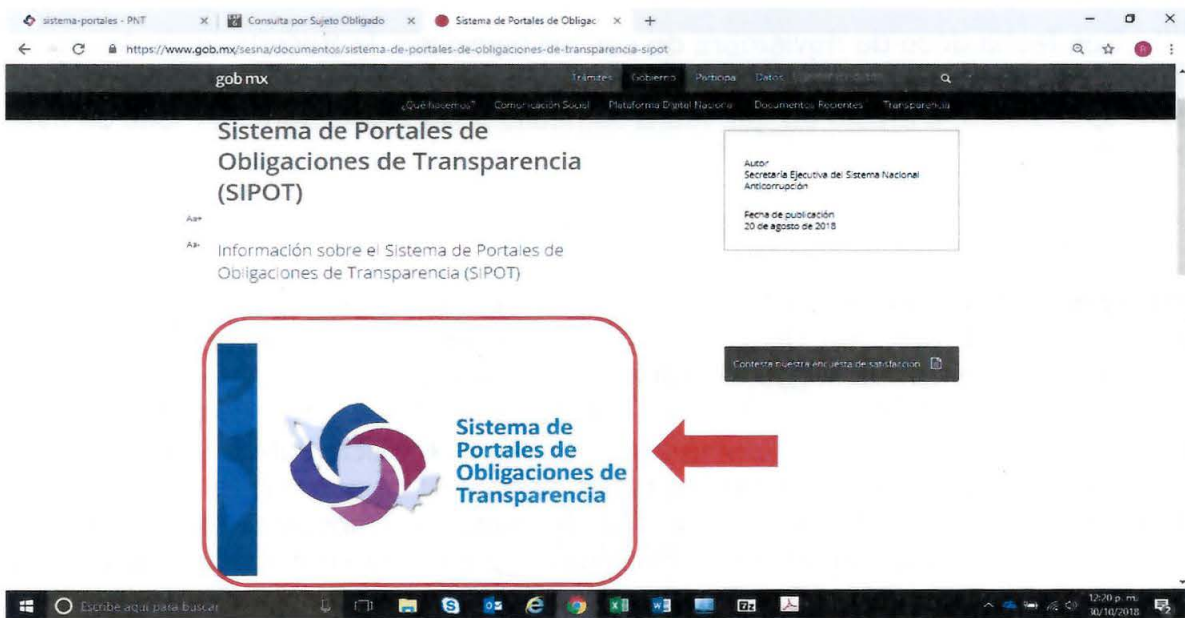 sistema-portales - PNT
Consulta por Sujeto Obligado
Sistema de Portales de Obligac
https://www.gob.mx/sesna/documentos/sistema-de-portales-de-obligaciones-de-transparencia-sipot
R
gob mx
Trámites Gobierno Participa Datos
¿Qué hacemos? Comunicación Social Plataforma Digital Nacional Documentos Recientes Transparencia
Sistema de Portales de
Obligaciones de Transparencia
(SIPOT)
Aa+
Aa-
Información sobre el Sistema de Portales de
Obligaciones de Transparencia (SIPOT)
Autor
Secretaría Ejecutiva del Sistema Nacional
Anticorrupción
Fecha de publicación
20 de agosto de 2018
Contesta nuestra encuesta de satisfacción
Sistema de
Portales de
Obligaciones de
Transparencia
Escribe aquí para buscar
12:20 p. m.
30/10/2018